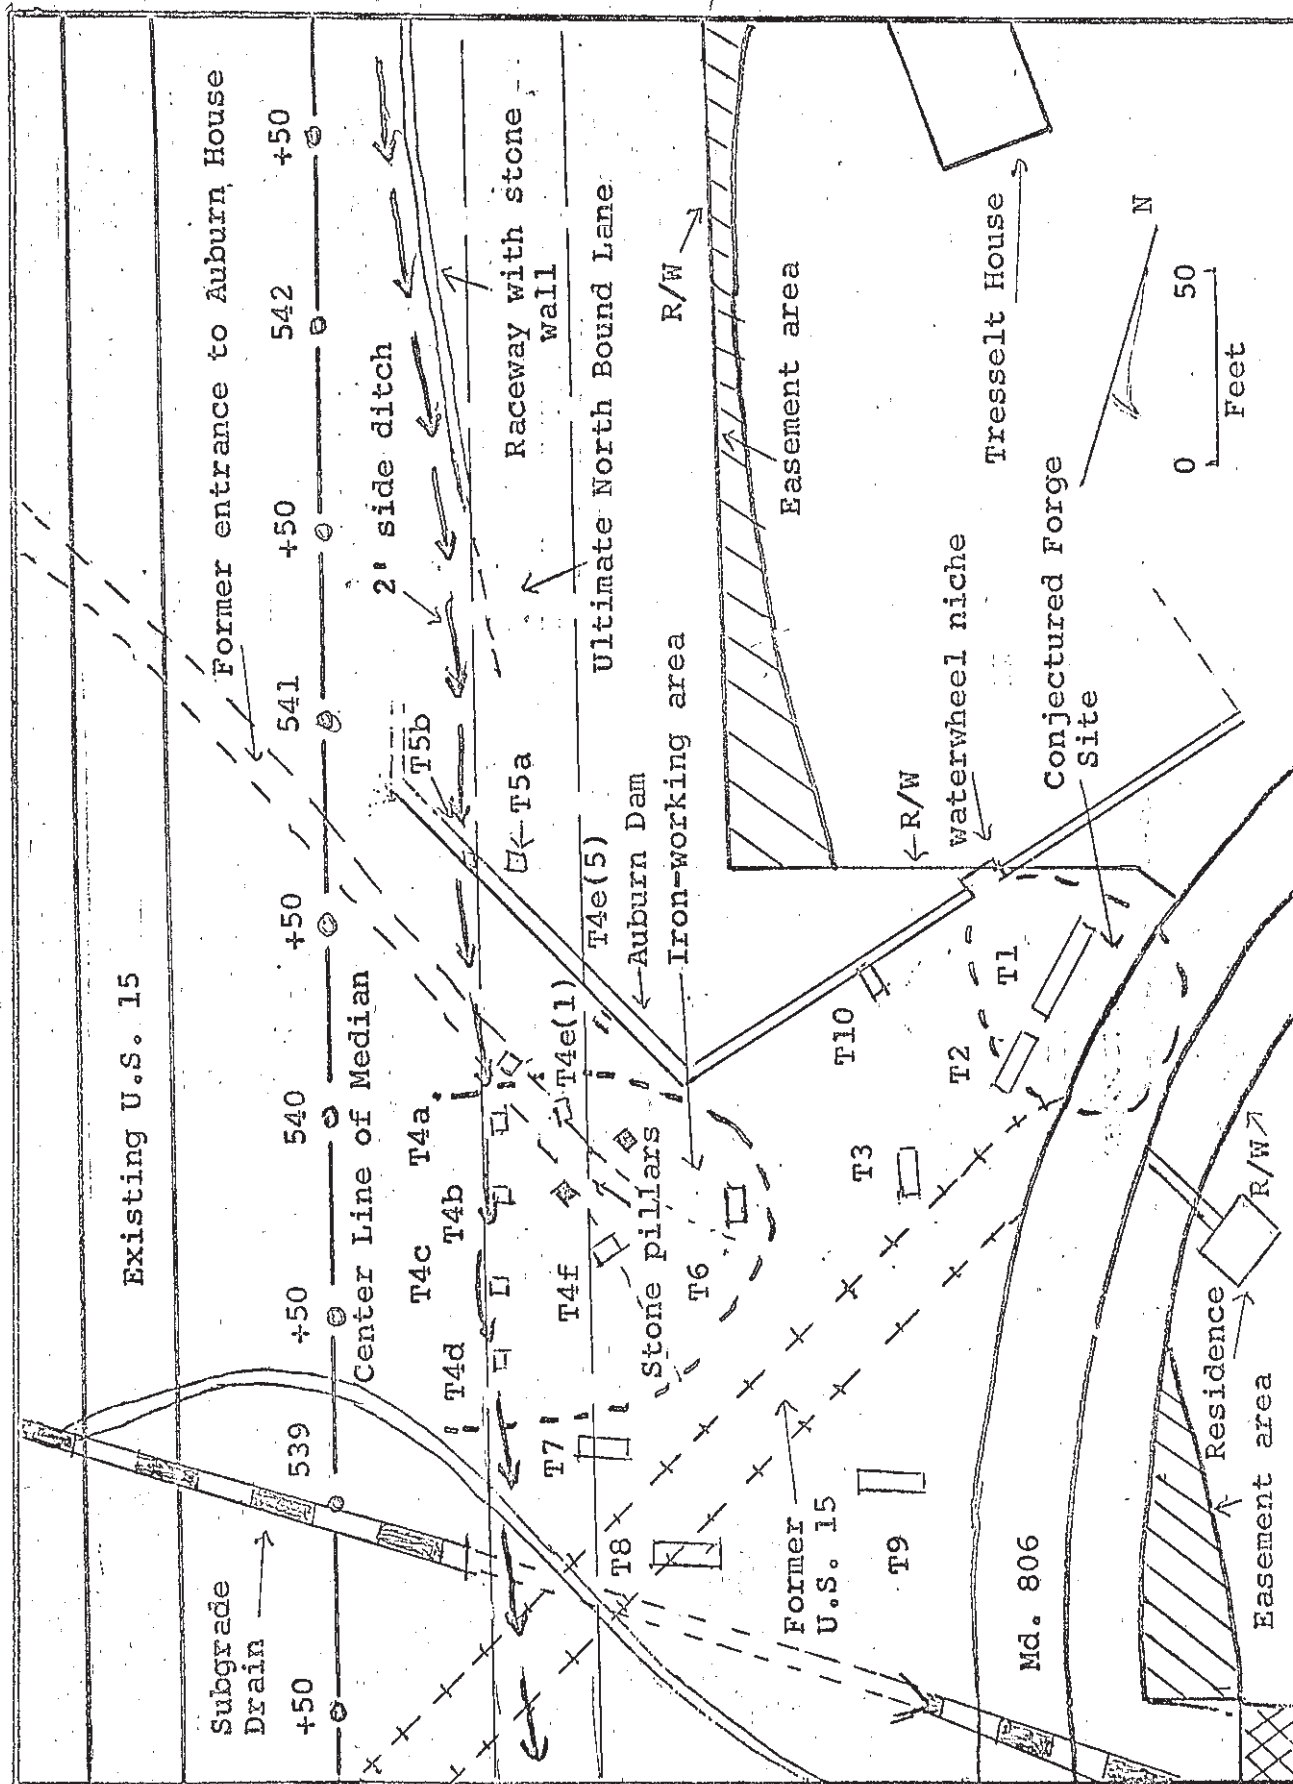 Existing U.S. 15
Former entrance to Auburn House
+50
539
+50
540
+50
541
+50
542
+50
Center Line of Median
Subgrade
Drain
2' side ditch
Raceway with stone
wall
Ultimate North Bound Lane
T4d
T4c
T4b
T4a
T5b
T5a
T4f
T4e(1)
T4e(5)
Auburn Dam
Iron-working area
Stone pillars
T6
T7
T8
T9
T3
T10
T2
T1
R/W
Easement area
R/W
waterwheel niche
Conjectured Forge
Site
Tresselt House
Former
U.S. 15
Md. 806
Residence
Easement area
R/W
N
0
50
Feet